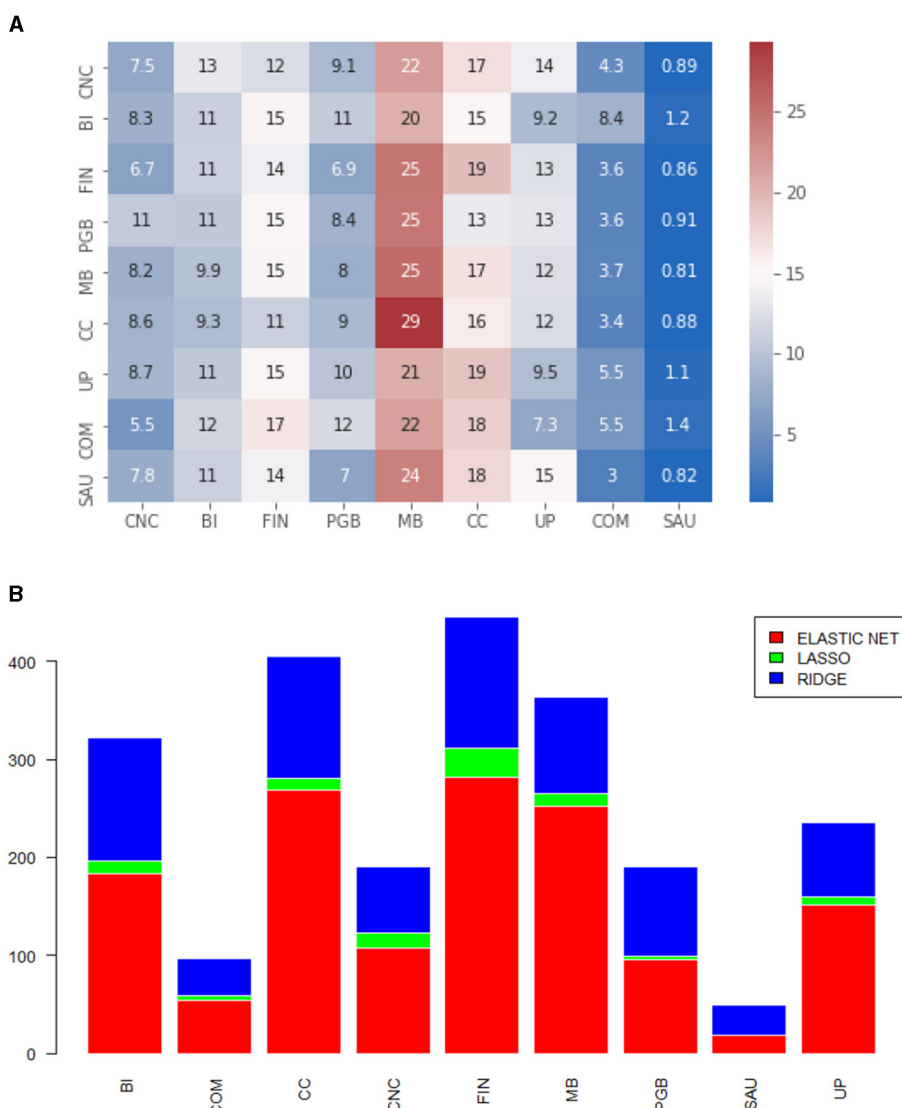 A
CNC 7.5 13 12 9.1 22 17 14 4.3 0.89
BI 8.3 11 15 11 20 15 9.2 8.4 1.2
FIN 6.7 11 14 6.9 25 19 13 3.6 0.86
PGB 11 11 15 8.4 25 13 13 3.6 0.91
MB 8.2 9.9 15 8 25 17 12 3.7 0.81
CC 8.6 9.3 11 9 29 16 12 3.4 0.88
UP 8.7 11 15 10 21 19 9.5 5.5 1.1
COM 5.5 12 17 12 22 18 7.3 5.5 1.4
SAU 7.8 11 14 7 24 18 15 3 0.82
CNC BI FIN PGB MB CC UP COM SAU
25
20
15
10
5
B
ELASTIC NET
LASSO
RIDGE
400
300
200
100
0
BI COM CC CNC FIN MB PGB SAU UP